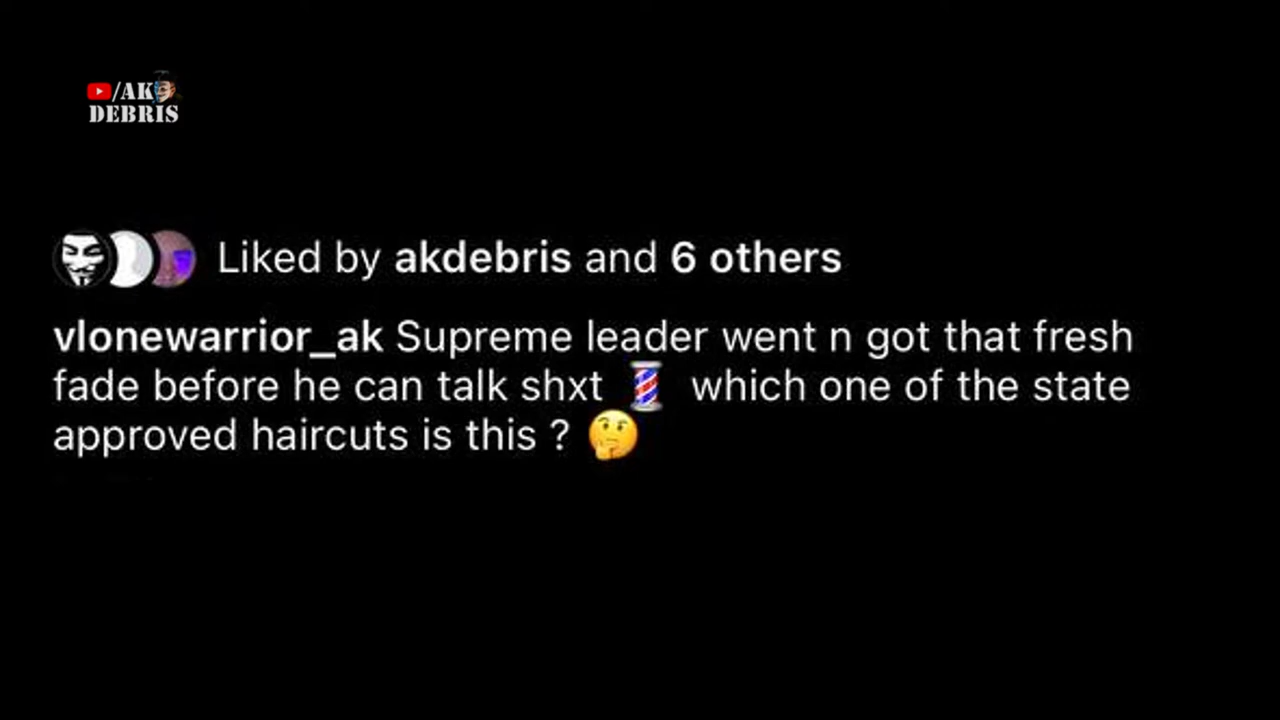 /AK
DEBRIS
Liked by akdebris and 6 others
vlonewarrior_ak Supreme leader went n got that fresh
fade before he can talk shxt 💈 which one of the state
approved haircuts is this ? 🤔